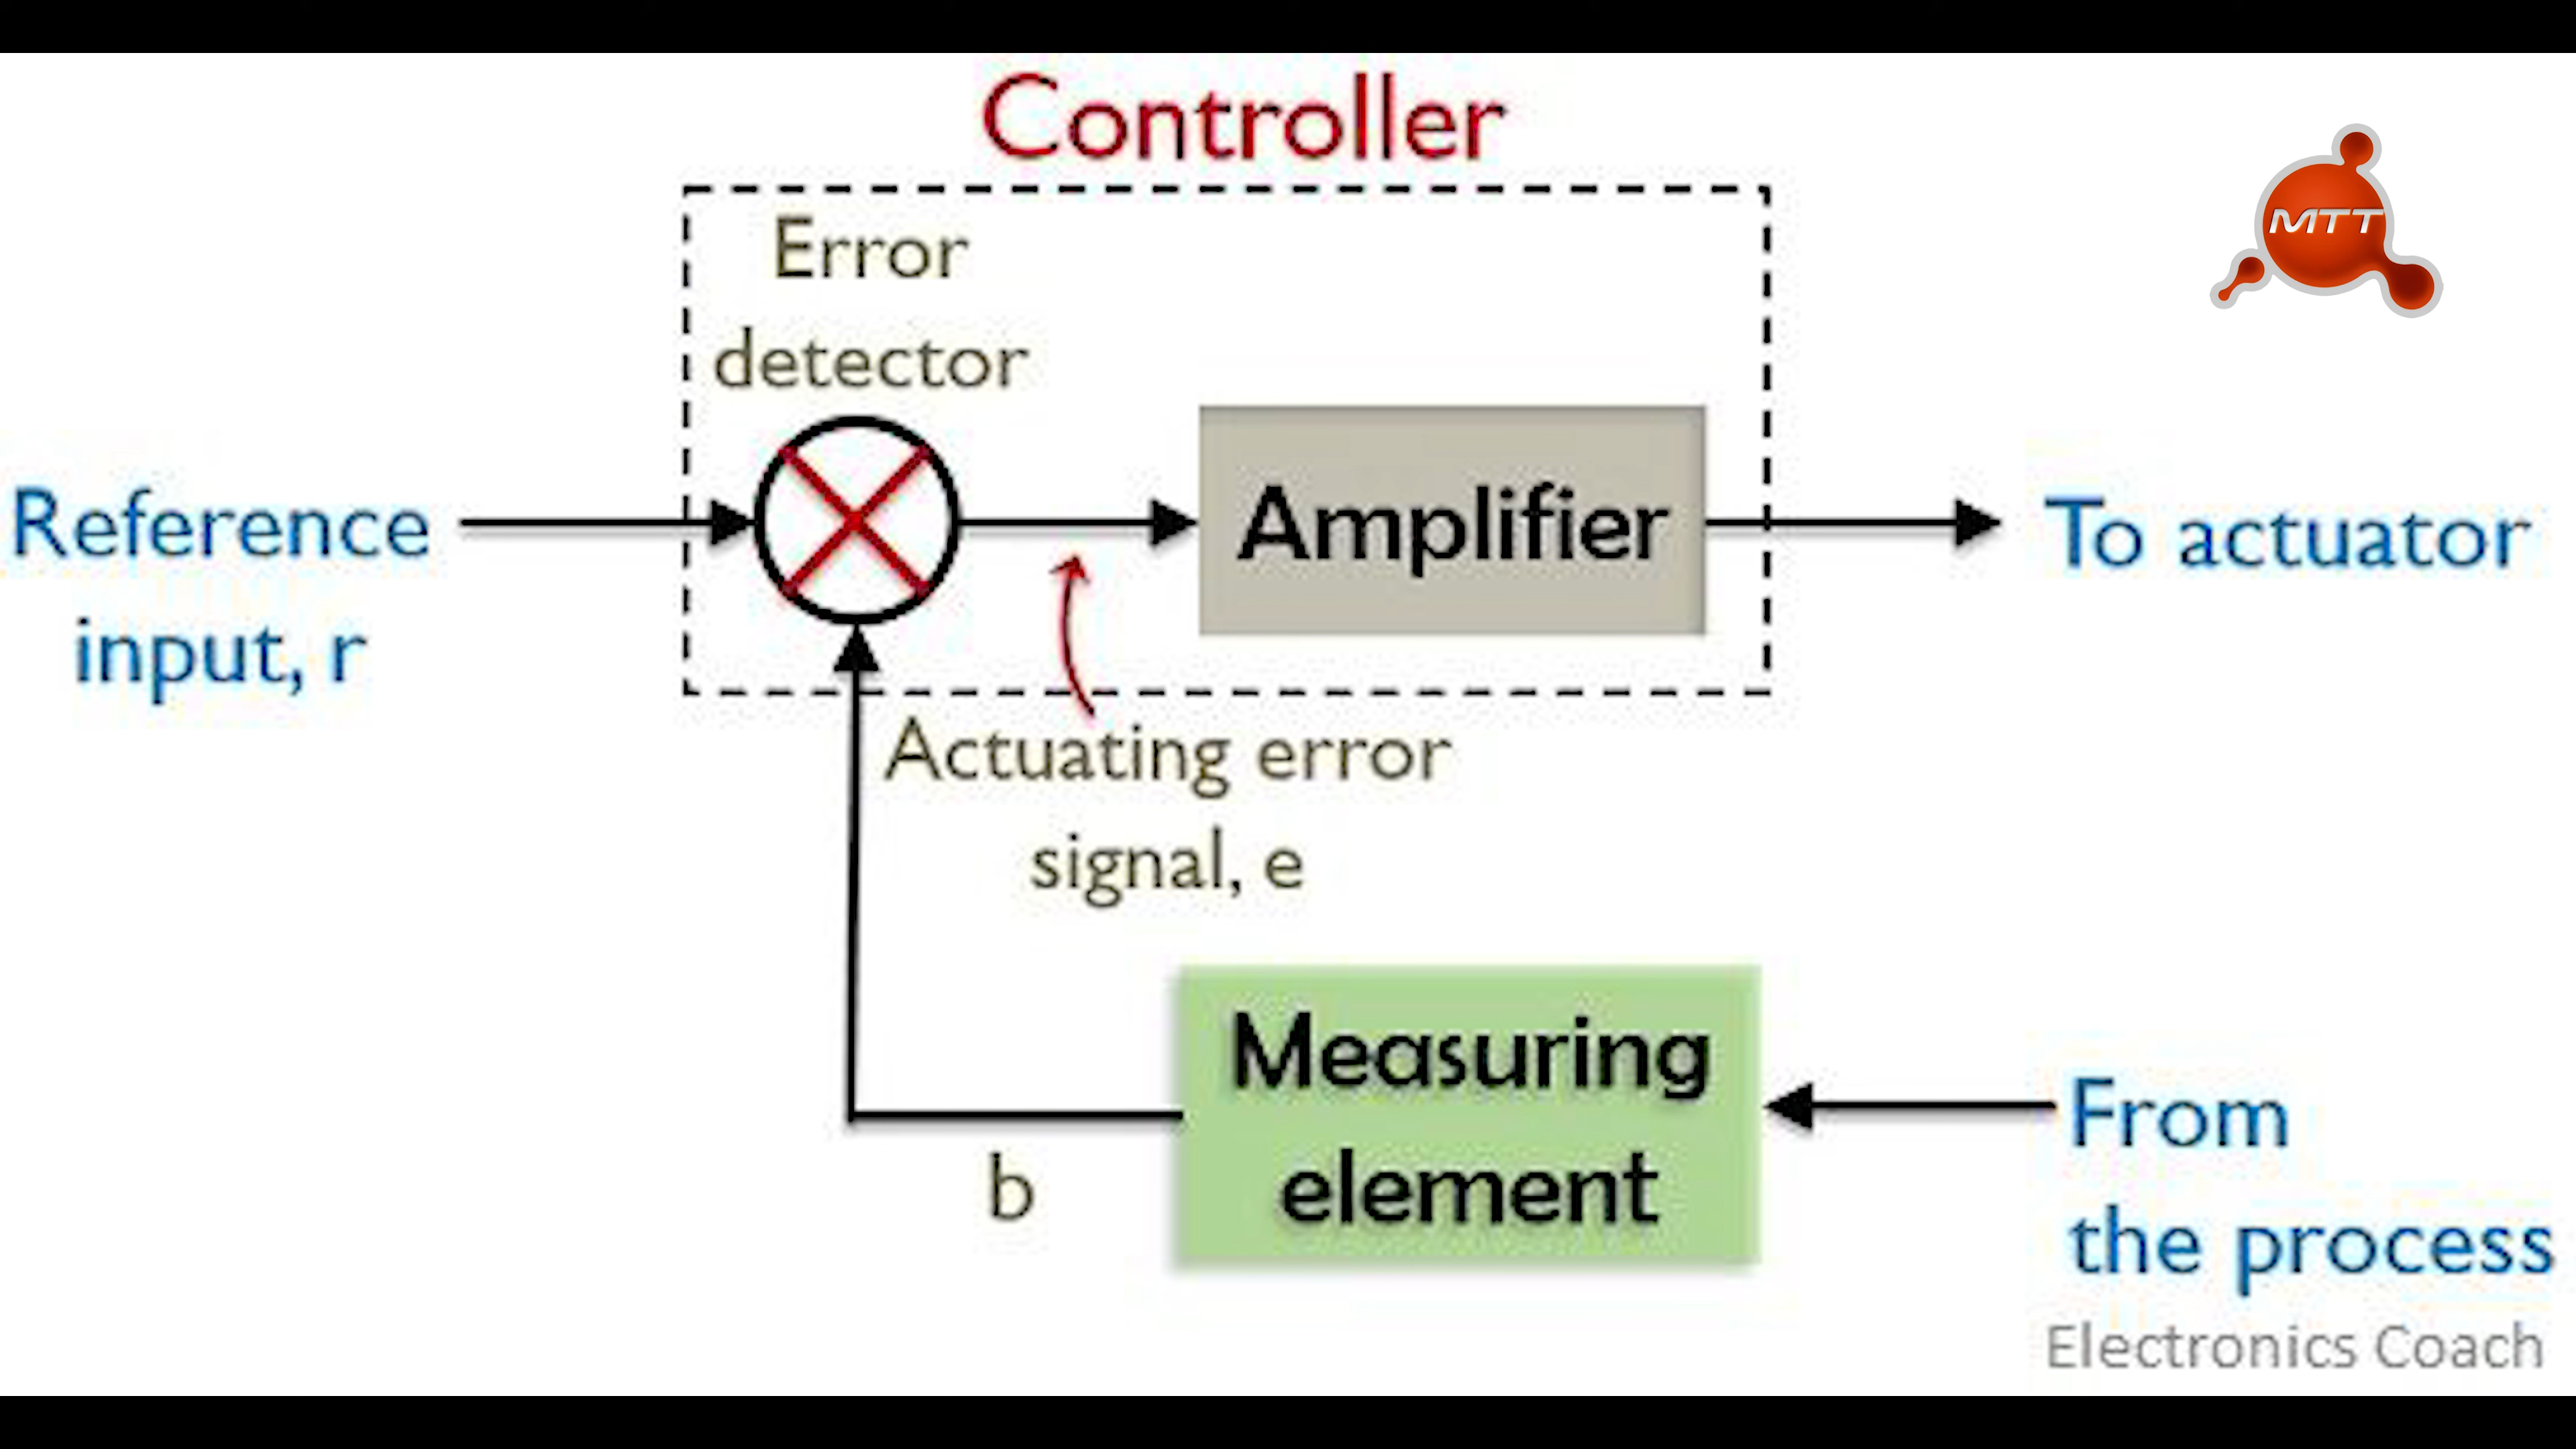 Controller
MTT
Error
detector
Reference
input, r
Amplifier
To actuator
Actuating error
signal, e
Measuring
element
b
From
the process
Electronics Coach